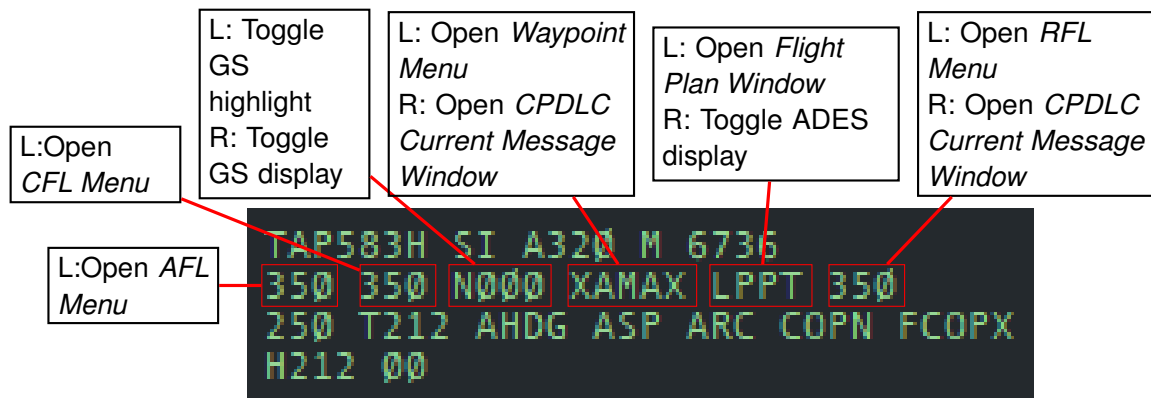 L: Toggle
GS
highlight
R: Toggle
GS display
L: Open Waypoint
Menu
R: Open CPDLC
Current Message
Window
L: Open Flight
Plan Window
R: Toggle ADES
display
L: Open RFL
Menu
R: Open CPDLC
Current Message
Window
L:Open
CFL Menu
L:Open AFL
Menu
TAP583H SI A320 M 6736
350 350 N000 XAMAX LPPT 350
250 T212 AHDG ASP ARC COPN FCOPX
H212 00